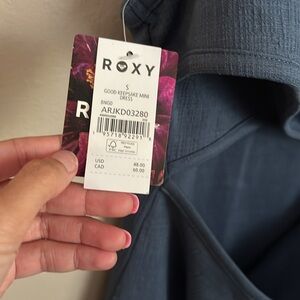 ROXY
S
GOOD KEEPSAKE MINI
DRESS
BNG0
ARJKD03280
R
USD 48.00
CAD 60.00